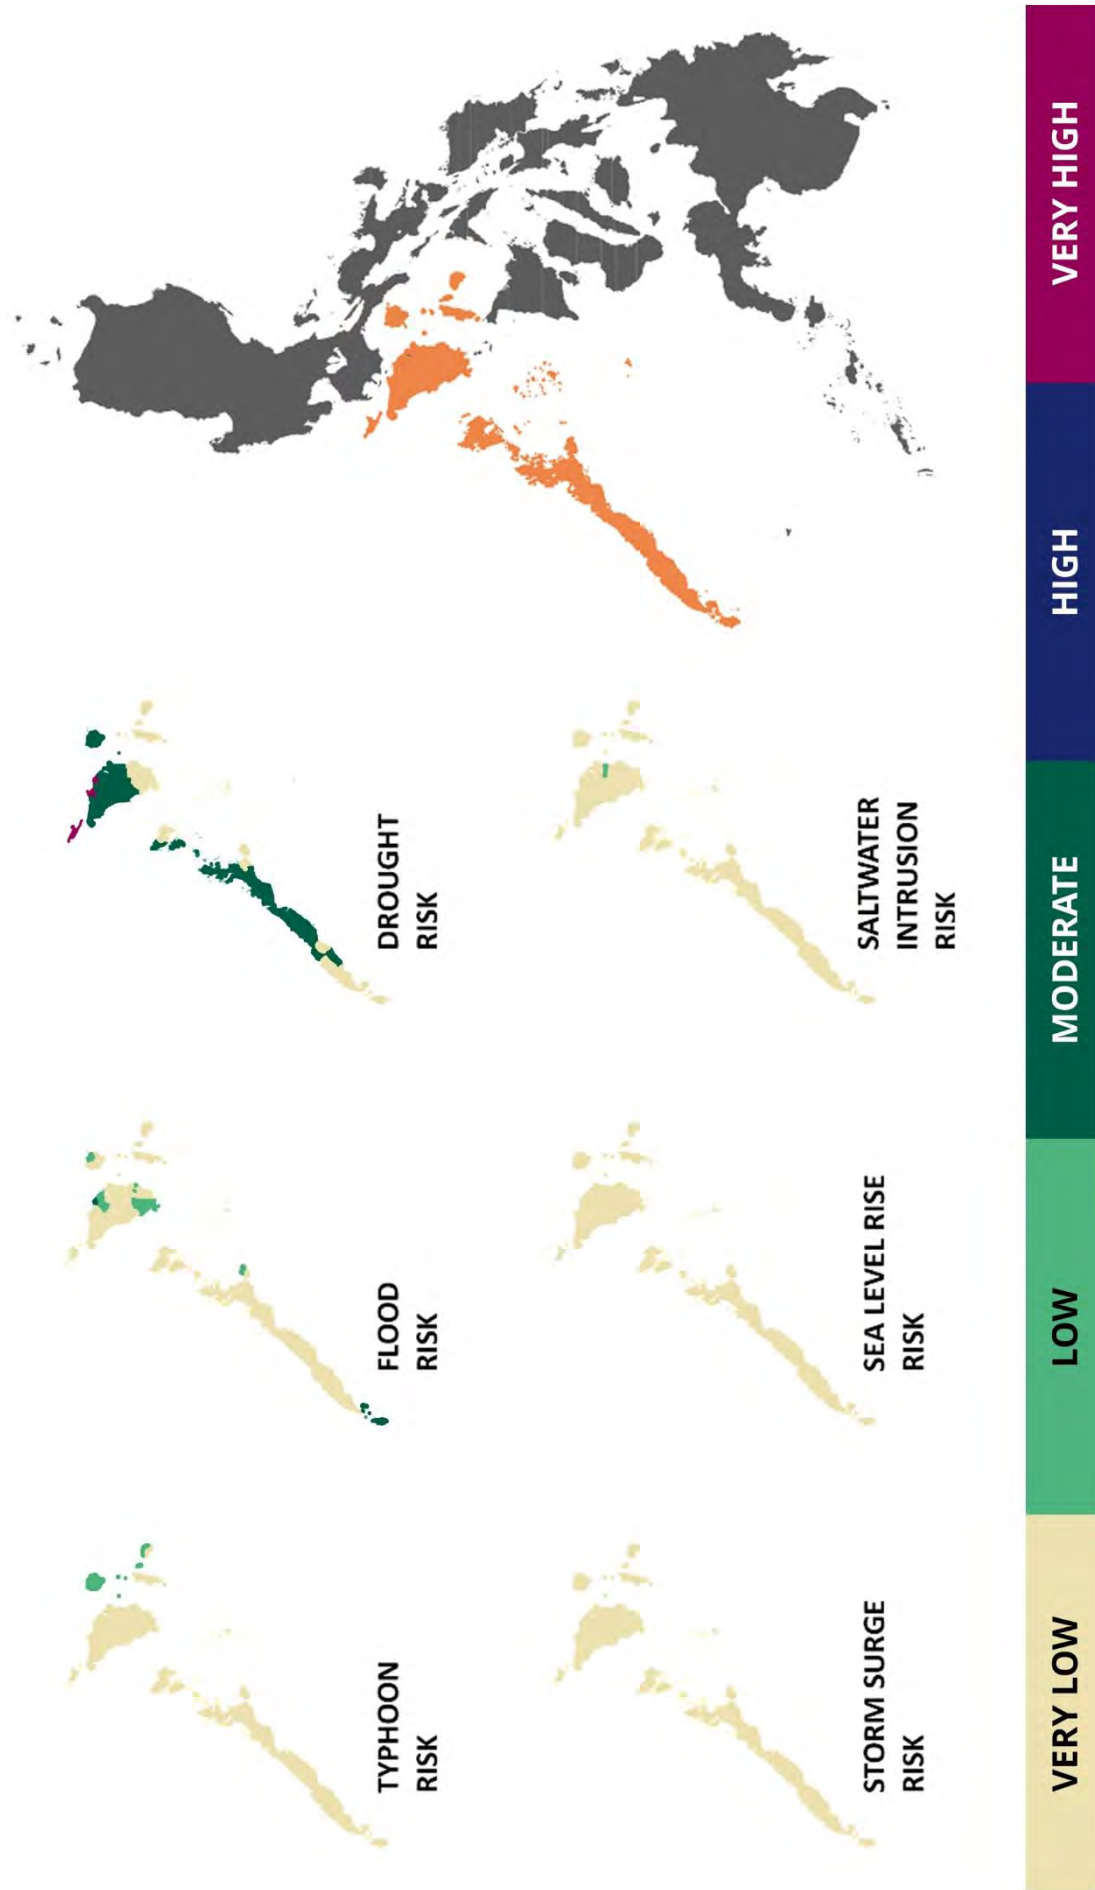 TYPHOON
RISK
FLOOD
RISK
DROUGHT
RISK
STORM SURGE
RISK
SEA LEVEL RISE
RISK
SALTWATER
INTRUSION
RISK
VERY LOW
LOW
MODERATE
HIGH
VERY HIGH